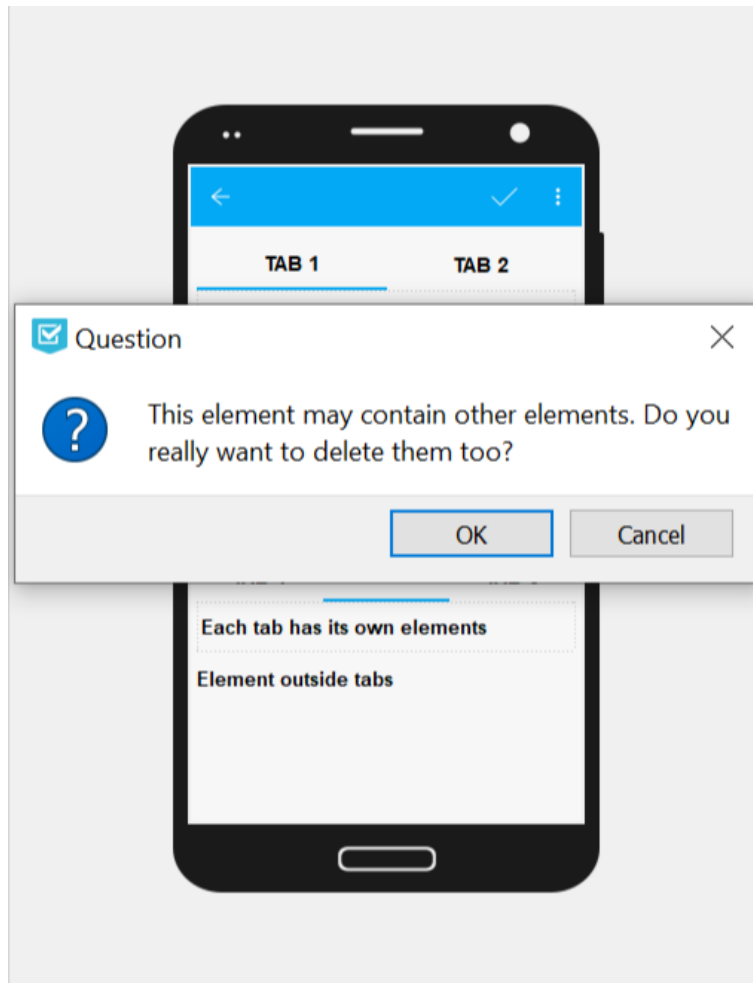 TAB 1 TAB 2
Question
This element may contain other elements. Do you
really want to delete them too?
OK Cancel
Each tab has its own elements
Element outside tabs